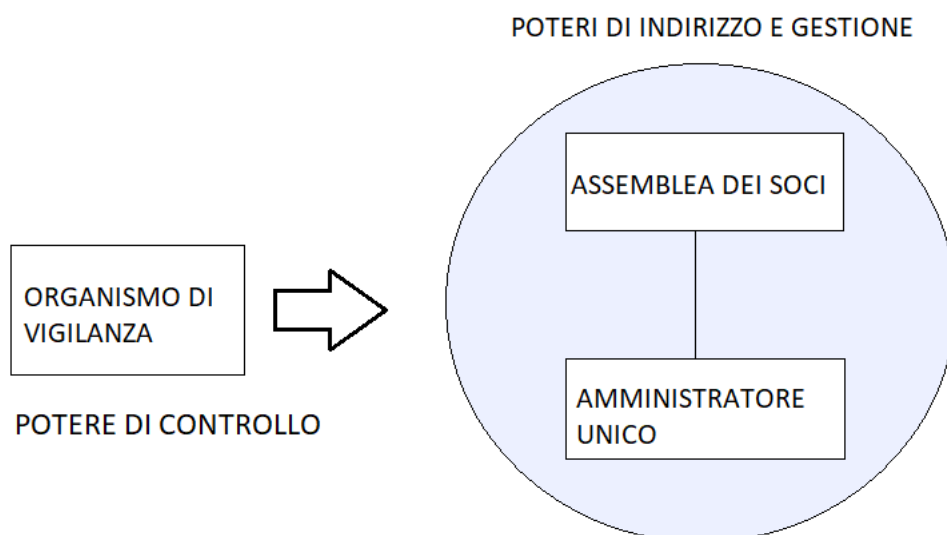 POTERI DI INDIRIZZO E GESTIONE
ASSEMBLEA DEI SOCI
ORGANISMO DI
VIGILANZA
POTERE DI CONTROLLO
AMMINISTRATORE
UNICO